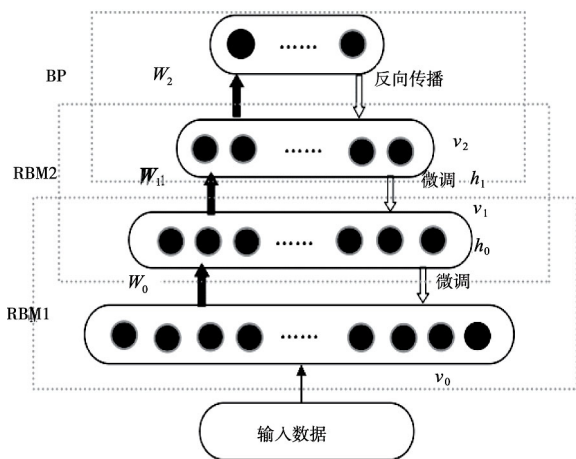 ......
BP
W₂
反向传播
v₂
......
RBM2
W₁
微调 h₁
v₁
......
h₀
W₀
微调
RBM1
......
v₀
输入数据